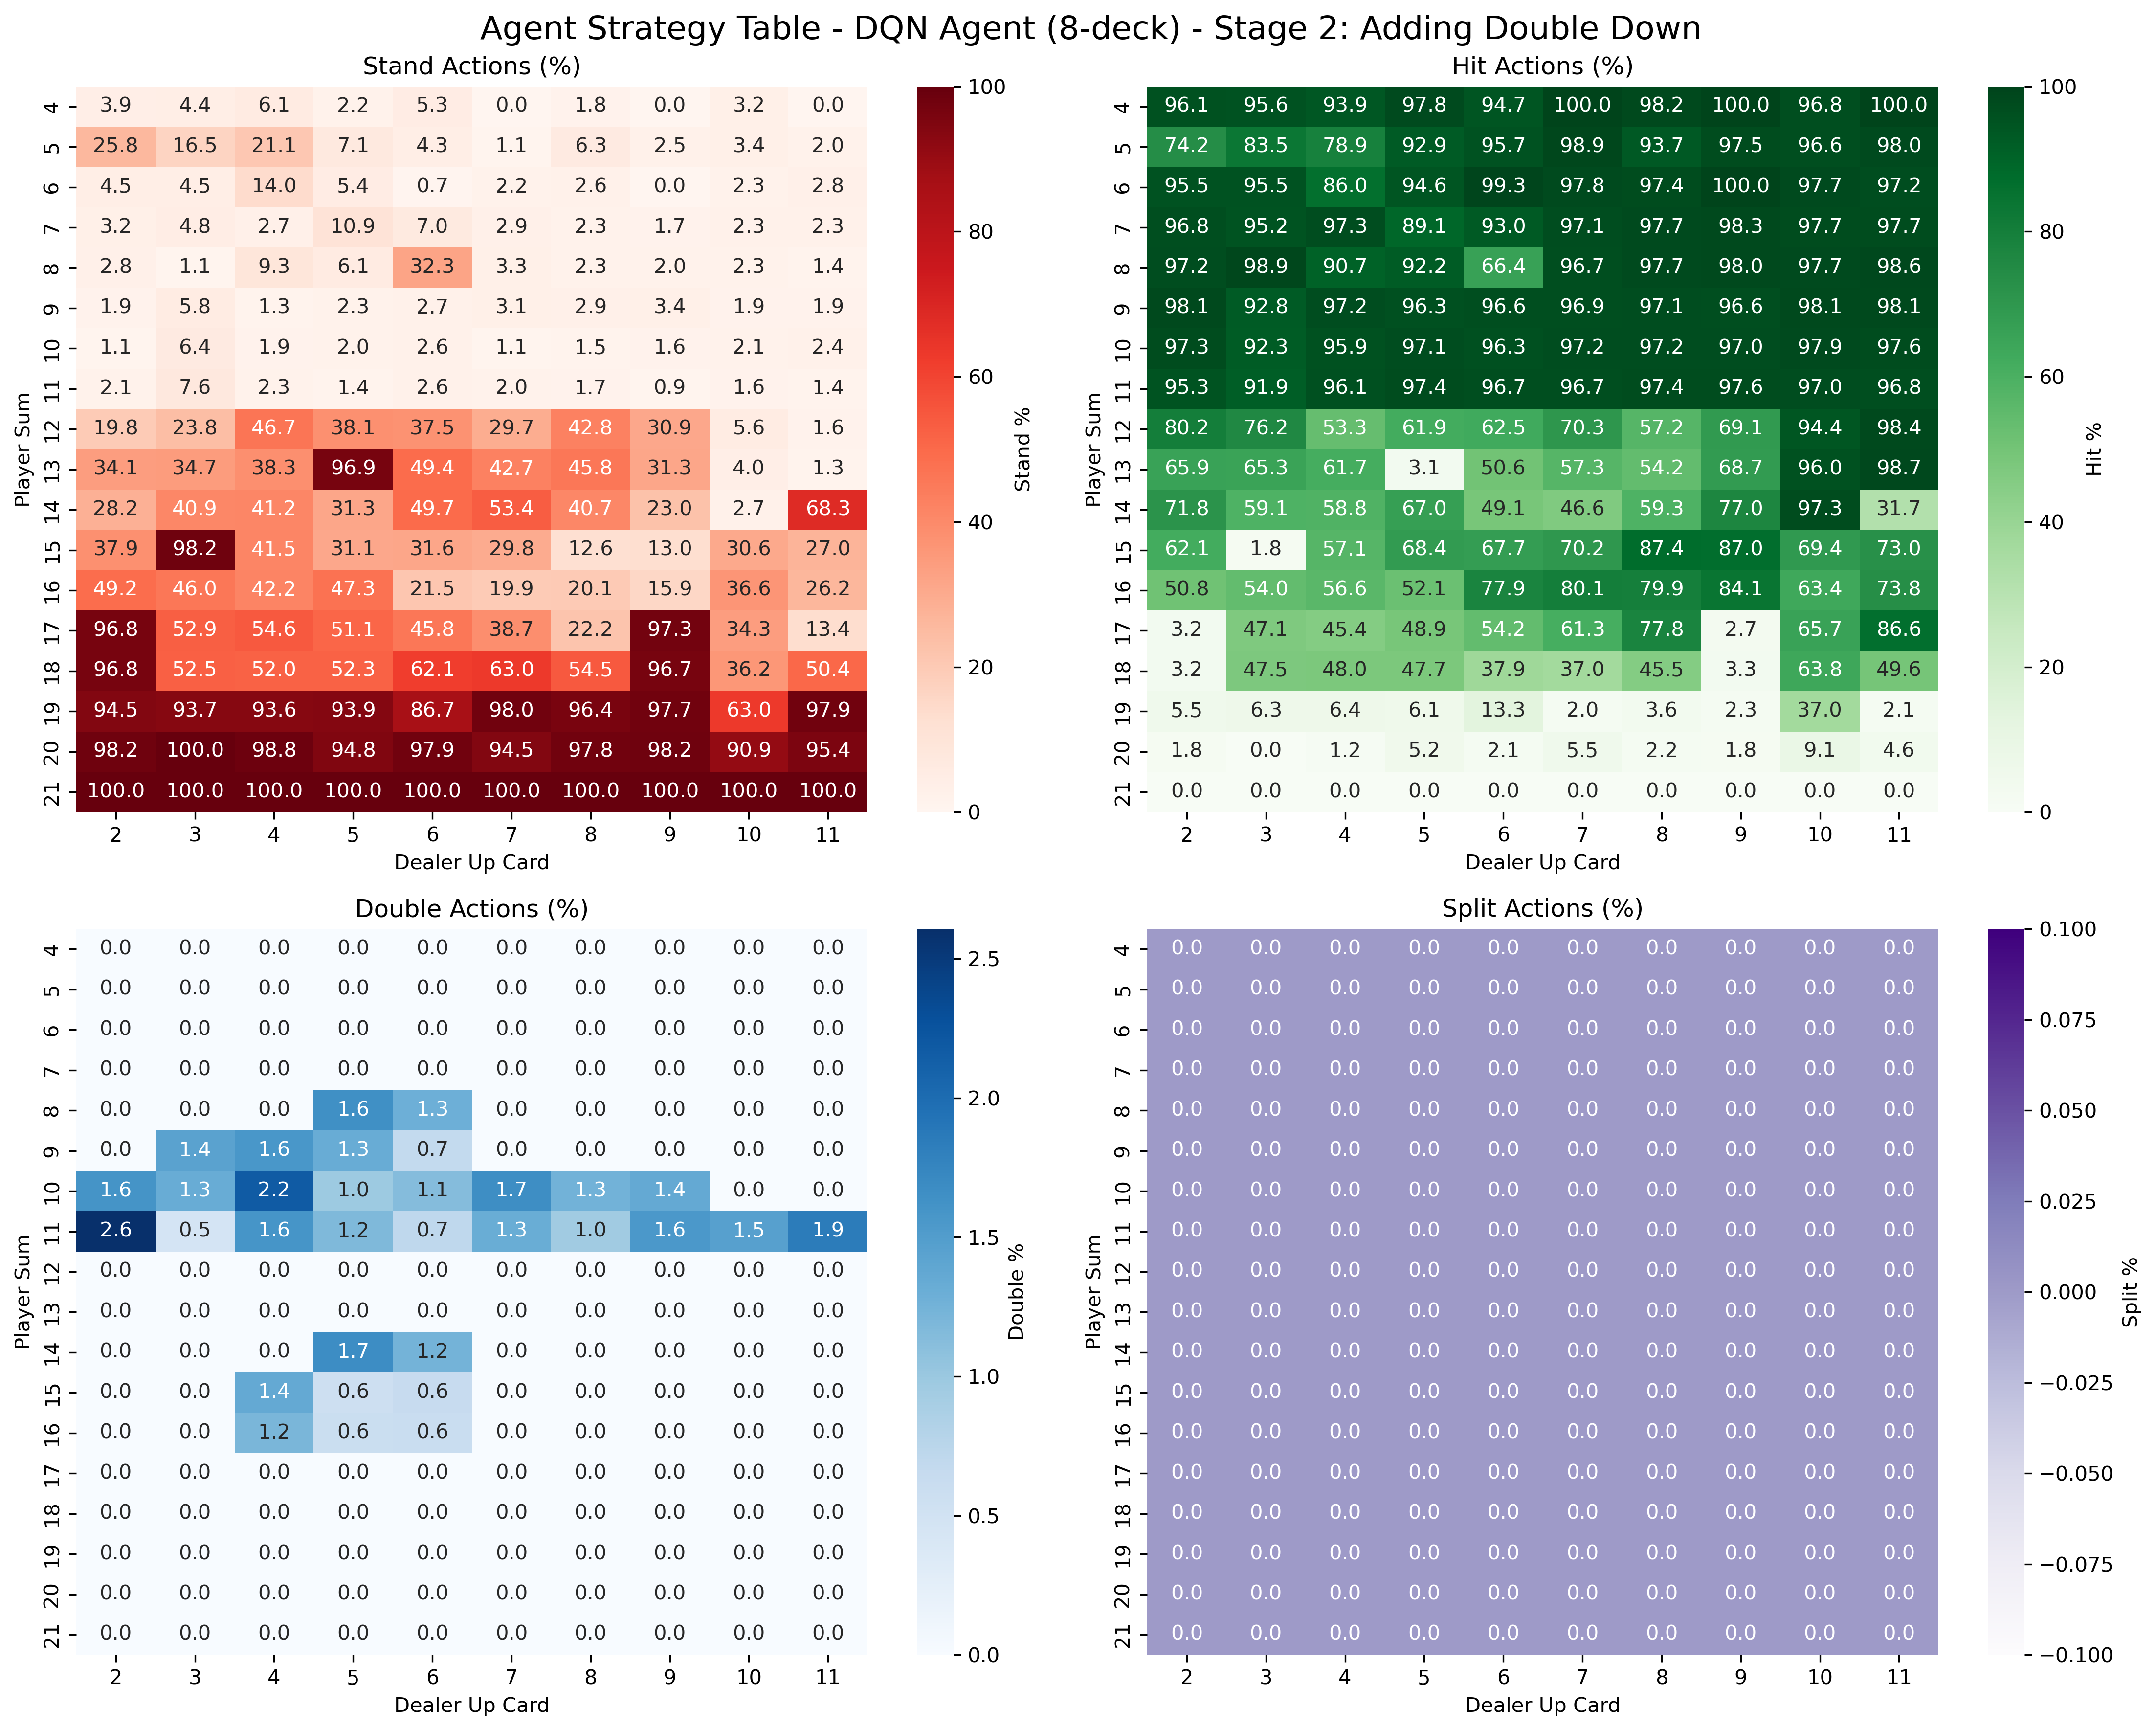 Agent Strategy Table - DQN Agent (8-deck) - Stage 2: Adding Double Down
Stand Actions (%)
Player Sum
4 3.9 4.4 6.1 2.2 5.3 0.0 1.8 0.0 3.2 0.0
5 25.8 16.5 21.1 7.1 4.3 1.1 6.3 2.5 3.4 2.0
6 4.5 4.5 14.0 5.4 0.7 2.2 2.6 0.0 2.3 2.8
7 3.2 4.8 2.7 10.9 7.0 2.9 2.3 1.7 2.3 2.3
8 2.8 1.1 9.3 6.1 32.3 3.3 2.3 2.0 2.3 1.4
9 1.9 5.8 1.3 2.3 2.7 3.1 2.9 3.4 1.9 1.9
10 1.1 6.4 1.9 2.0 2.6 1.1 1.5 1.6 2.1 2.4
11 2.1 7.6 2.3 1.4 2.6 2.0 1.7 0.9 1.6 1.4
12 19.8 23.8 46.7 38.1 37.5 29.7 42.8 30.9 5.6 1.6
13 34.1 34.7 38.3 96.9 49.4 42.7 45.8 31.3 4.0 1.3
14 28.2 40.9 41.2 31.3 49.7 53.4 40.7 23.0 2.7 68.3
15 37.9 98.2 41.5 31.1 31.6 29.8 12.6 13.0 30.6 27.0
16 49.2 46.0 42.2 47.3 21.5 19.9 20.1 15.9 36.6 26.2
17 96.8 52.9 54.6 51.1 45.8 38.7 22.2 97.3 34.3 13.4
18 96.8 52.5 52.0 52.3 62.1 63.0 54.5 96.7 36.2 50.4
19 94.5 93.7 93.6 93.9 86.7 98.0 96.4 97.7 63.0 97.9
20 98.2 100.0 98.8 94.8 97.9 94.5 97.8 98.2 90.9 95.4
21 100.0 100.0 100.0 100.0 100.0 100.0 100.0 100.0 100.0 100.0
2 3 4 5 6 7 8 9 10 11
Dealer Up Card
100
80
60
40
20
0
Stand %
Hit Actions (%)
Player Sum
4 96.1 95.6 93.9 97.8 94.7 100.0 98.2 100.0 96.8 100.0
5 74.2 83.5 78.9 92.9 95.7 98.9 93.7 97.5 96.6 98.0
6 95.5 95.5 86.0 94.6 99.3 97.8 97.4 100.0 97.7 97.2
7 96.8 95.2 97.3 89.1 93.0 97.1 97.7 98.3 97.7 97.7
8 97.2 98.9 90.7 92.2 66.4 96.7 97.7 98.0 97.7 98.6
9 98.1 92.8 97.2 96.3 96.6 96.9 97.1 96.6 98.1 98.1
10 97.3 92.3 95.9 97.1 96.3 97.2 97.2 97.0 97.9 97.6
11 95.3 91.9 96.1 97.4 96.7 96.7 97.4 97.6 97.0 96.8
12 80.2 76.2 53.3 61.9 62.5 70.3 57.2 69.1 94.4 98.4
13 65.9 65.3 61.7 3.1 50.6 57.3 54.2 68.7 96.0 98.7
14 71.8 59.1 58.8 67.0 49.1 46.6 59.3 77.0 97.3 31.7
15 62.1 1.8 57.1 68.4 67.7 70.2 87.4 87.0 69.4 73.0
16 50.8 54.0 56.6 52.1 77.9 80.1 79.9 84.1 63.4 73.8
17 3.2 47.1 45.4 48.9 54.2 61.3 77.8 2.7 65.7 86.6
18 3.2 47.5 48.0 47.7 37.9 37.0 45.5 3.3 63.8 49.6
19 5.5 6.3 6.4 6.1 13.3 2.0 3.6 2.3 37.0 2.1
20 1.8 0.0 1.2 5.2 2.1 5.5 2.2 1.8 9.1 4.6
21 0.0 0.0 0.0 0.0 0.0 0.0 0.0 0.0 0.0 0.0
2 3 4 5 6 7 8 9 10 11
Dealer Up Card
100
80
60
40
20
0
Hit %
Double Actions (%)
Player Sum
4 0.0 0.0 0.0 0.0 0.0 0.0 0.0 0.0 0.0 0.0
5 0.0 0.0 0.0 0.0 0.0 0.0 0.0 0.0 0.0 0.0
6 0.0 0.0 0.0 0.0 0.0 0.0 0.0 0.0 0.0 0.0
7 0.0 0.0 0.0 0.0 0.0 0.0 0.0 0.0 0.0 0.0
8 0.0 0.0 0.0 1.6 1.3 0.0 0.0 0.0 0.0 0.0
9 0.0 1.4 1.6 1.3 0.7 0.0 0.0 0.0 0.0 0.0
10 1.6 1.3 2.2 1.0 1.1 1.7 1.3 1.4 0.0 0.0
11 2.6 0.5 1.6 1.2 0.7 1.3 1.0 1.6 1.5 1.9
12 0.0 0.0 0.0 0.0 0.0 0.0 0.0 0.0 0.0 0.0
13 0.0 0.0 0.0 0.0 0.0 0.0 0.0 0.0 0.0 0.0
14 0.0 0.0 0.0 1.7 1.2 0.0 0.0 0.0 0.0 0.0
15 0.0 0.0 1.4 0.6 0.6 0.0 0.0 0.0 0.0 0.0
16 0.0 0.0 1.2 0.6 0.6 0.0 0.0 0.0 0.0 0.0
17 0.0 0.0 0.0 0.0 0.0 0.0 0.0 0.0 0.0 0.0
18 0.0 0.0 0.0 0.0 0.0 0.0 0.0 0.0 0.0 0.0
19 0.0 0.0 0.0 0.0 0.0 0.0 0.0 0.0 0.0 0.0
20 0.0 0.0 0.0 0.0 0.0 0.0 0.0 0.0 0.0 0.0
21 0.0 0.0 0.0 0.0 0.0 0.0 0.0 0.0 0.0 0.0
2 3 4 5 6 7 8 9 10 11
Dealer Up Card
2.5
2.0
1.5
1.0
0.5
0.0
Double %
Split Actions (%)
Player Sum
4 0.0 0.0 0.0 0.0 0.0 0.0 0.0 0.0 0.0 0.0
5 0.0 0.0 0.0 0.0 0.0 0.0 0.0 0.0 0.0 0.0
6 0.0 0.0 0.0 0.0 0.0 0.0 0.0 0.0 0.0 0.0
7 0.0 0.0 0.0 0.0 0.0 0.0 0.0 0.0 0.0 0.0
8 0.0 0.0 0.0 0.0 0.0 0.0 0.0 0.0 0.0 0.0
9 0.0 0.0 0.0 0.0 0.0 0.0 0.0 0.0 0.0 0.0
10 0.0 0.0 0.0 0.0 0.0 0.0 0.0 0.0 0.0 0.0
11 0.0 0.0 0.0 0.0 0.0 0.0 0.0 0.0 0.0 0.0
12 0.0 0.0 0.0 0.0 0.0 0.0 0.0 0.0 0.0 0.0
13 0.0 0.0 0.0 0.0 0.0 0.0 0.0 0.0 0.0 0.0
14 0.0 0.0 0.0 0.0 0.0 0.0 0.0 0.0 0.0 0.0
15 0.0 0.0 0.0 0.0 0.0 0.0 0.0 0.0 0.0 0.0
16 0.0 0.0 0.0 0.0 0.0 0.0 0.0 0.0 0.0 0.0
17 0.0 0.0 0.0 0.0 0.0 0.0 0.0 0.0 0.0 0.0
18 0.0 0.0 0.0 0.0 0.0 0.0 0.0 0.0 0.0 0.0
19 0.0 0.0 0.0 0.0 0.0 0.0 0.0 0.0 0.0 0.0
20 0.0 0.0 0.0 0.0 0.0 0.0 0.0 0.0 0.0 0.0
21 0.0 0.0 0.0 0.0 0.0 0.0 0.0 0.0 0.0 0.0
2 3 4 5 6 7 8 9 10 11
Dealer Up Card
0.100
0.075
0.050
0.025
0.000
−0.025
−0.050
−0.075
−0.100
Split %